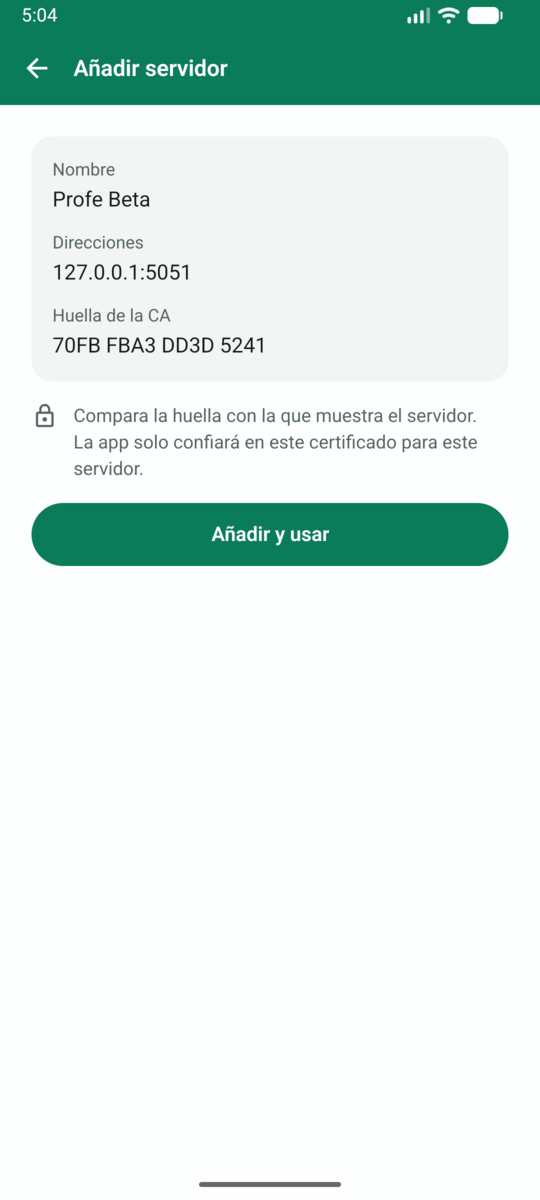 5:04
Añadir servidor
Nombre
Profe Beta
Direcciones
127.0.0.1:5051
Huella de la CA
70FB FBA3 DD3D 5241
Compara la huella con la que muestra el servidor.
La app solo confiará en este certificado para este
servidor.
Añadir y usar